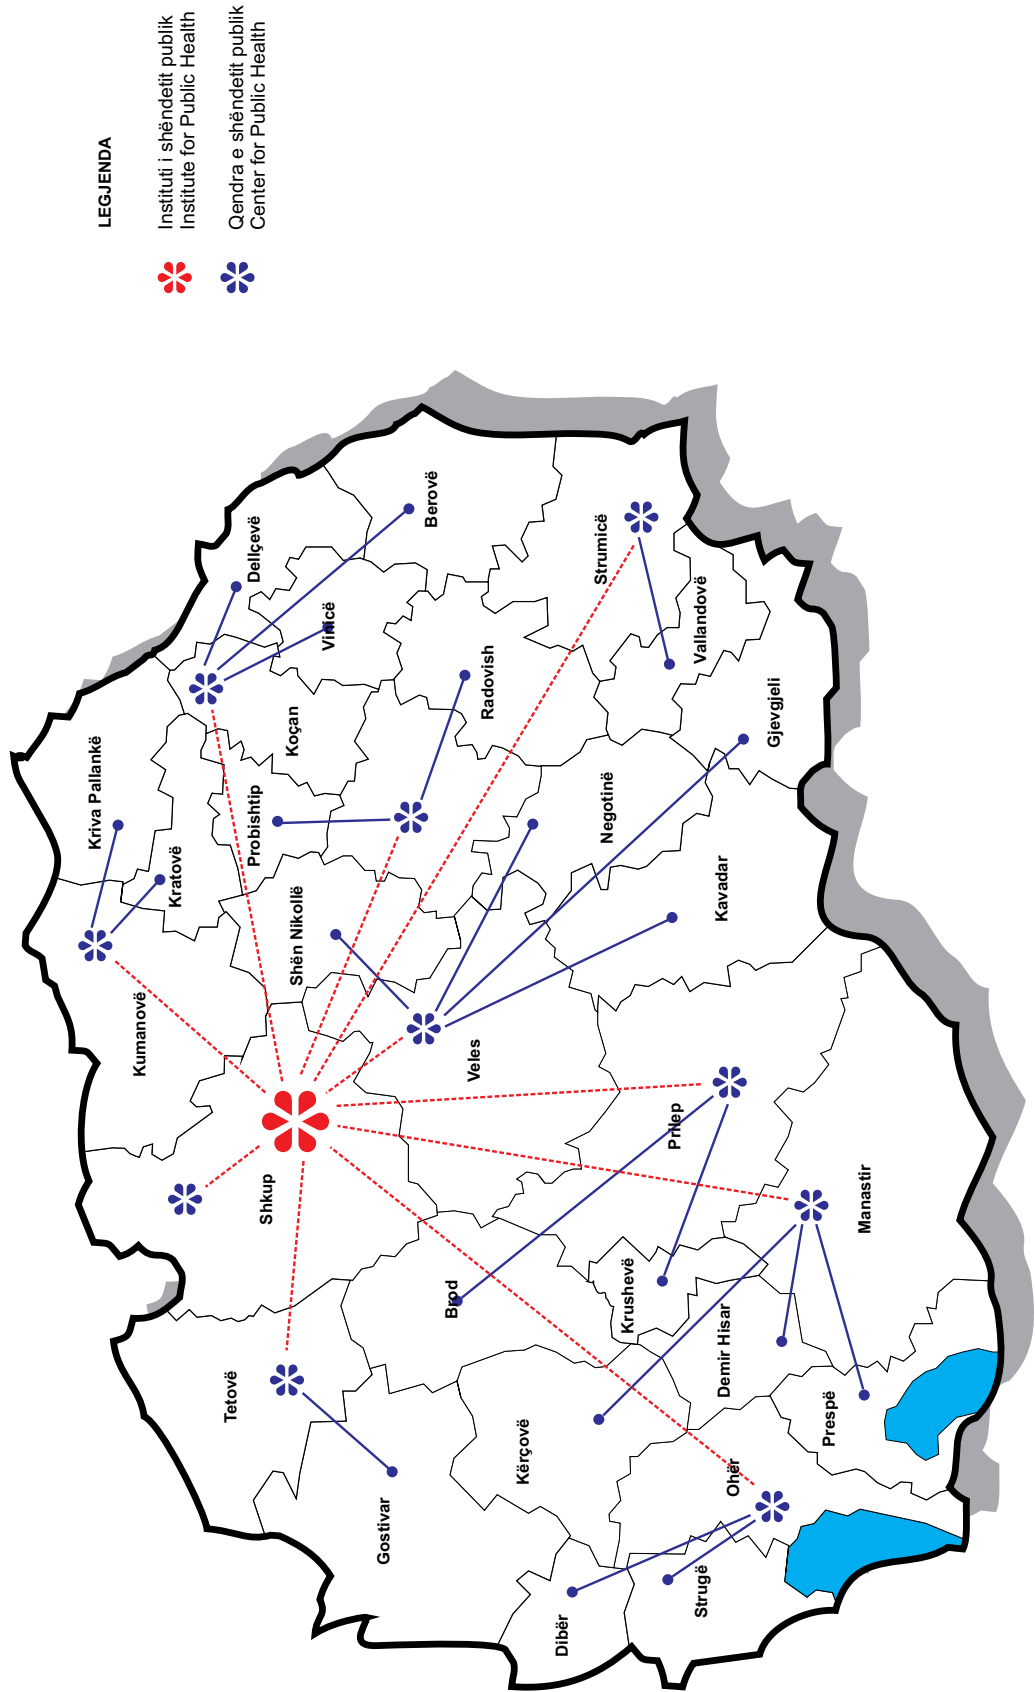 LEGJENDA
Instituti i shëndetit publik
Institute for Public Health
Qendra e shëndetit publik
Center for Public Health
Kriva Pallankë
Kratovë
Kumanovë
Dellçevë
Berovë
Vinicë
Koçan
Probishtip
Shën Nikollë
Radovish
Strumicë
Vallandovë
Gjevgjeli
Negotinë
Kavadar
Veles
Shkup
Tetovë
Gostivar
Brod
Prilep
Krushevë
Manastir
Demir Hisar
Prespë
Kërçovë
Ohër
Strugë
Dibër